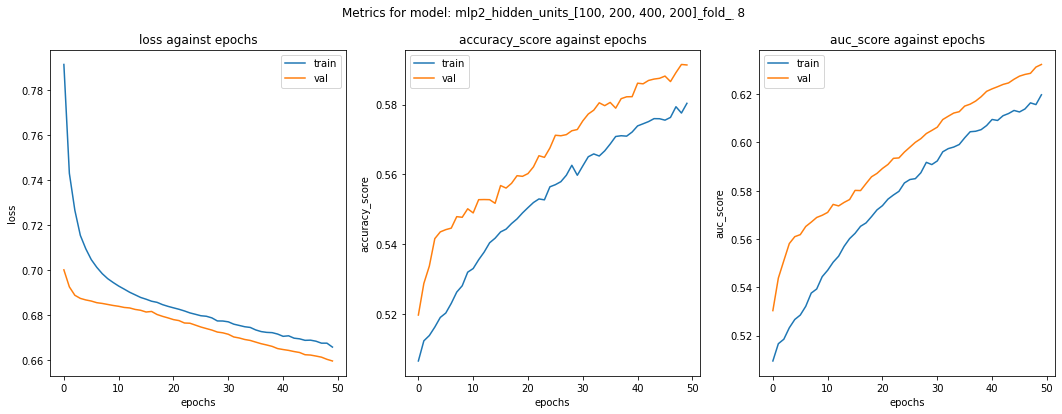 Metrics for model: mlp2_hidden_units_[100, 200, 400, 200]_fold_. 8
loss against epochs
train
val
0.78
0.76
0.74
0.72
0.70
0.68
0.66
loss
0 10 20 30 40 50
epochs
accuracy_score against epochs
train
val
0.58
0.56
0.54
0.52
accuracy_score
0 10 20 30 40 50
epochs
auc_score against epochs
train
val
0.62
0.60
0.58
0.56
0.54
0.52
auc_score
0 10 20 30 40 50
epochs